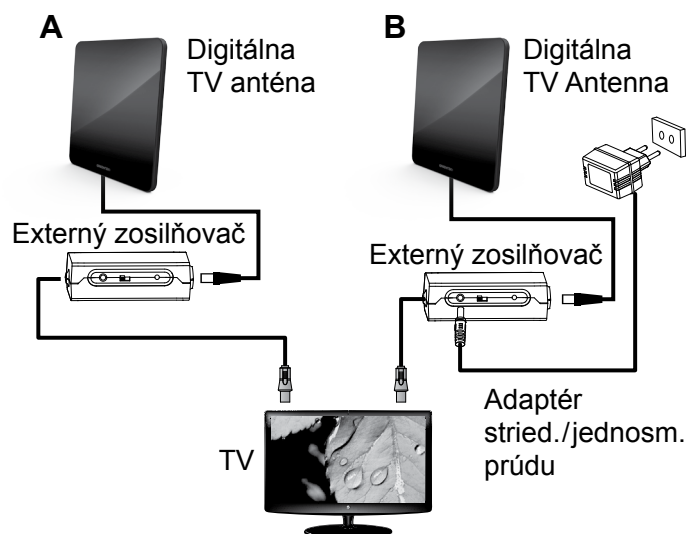 A
Digitálna
TV anténa
Externý zosilňovač
B
Digitálna
TV Antenna
Externý zosilňovač
Adaptér
stried./jednosm.
prúdu
TV